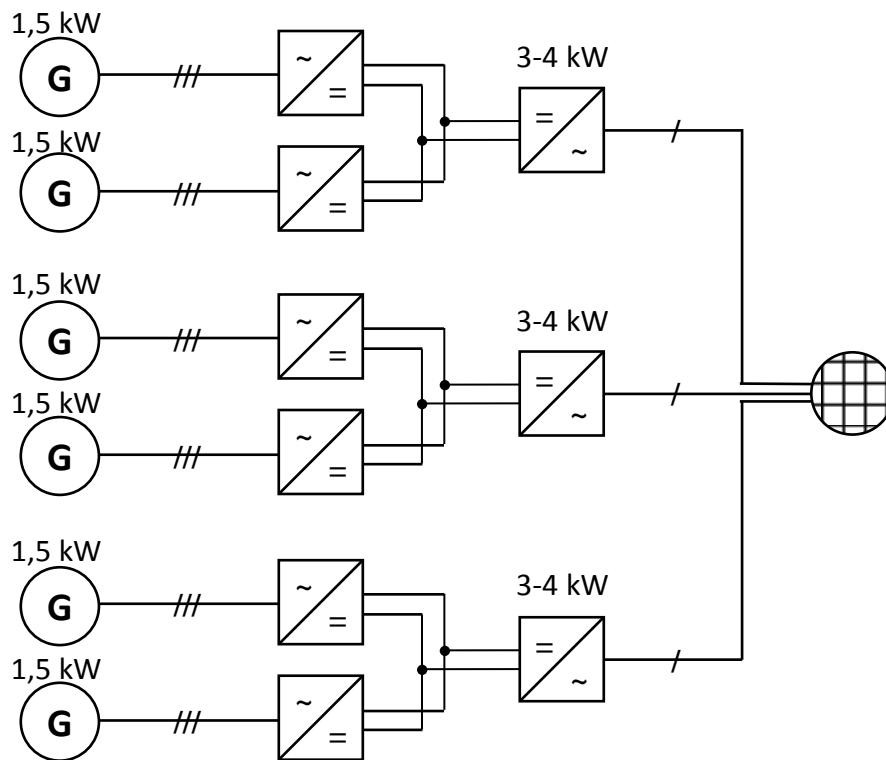 1,5 kW
G
~
=
3-4 kW
=
~
1,5 kW
G
~
=
1,5 kW
G
~
=
3-4 kW
=
~
1,5 kW
G
~
=
1,5 kW
G
~
=
3-4 kW
=
~
1,5 kW
G
~
=